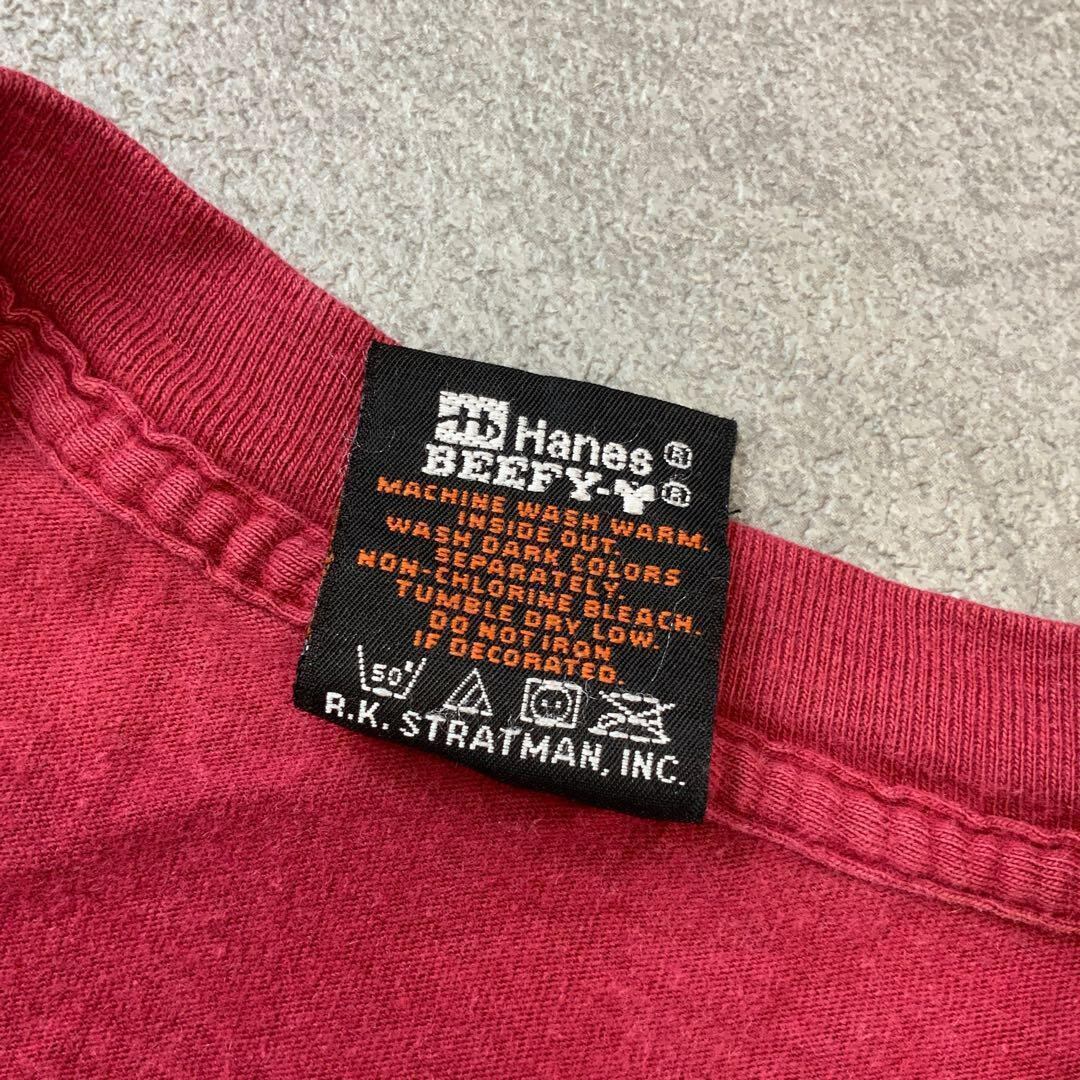 Hanes®
BEEFY-T®
MACHINE WASH WARM.
INSIDE OUT.
WASH DARK COLORS
SEPARATELY.
NON-CHLORINE BLEACH.
TUMBLE DRY, LOW.
DO NOT IRON
IF DECORATED.
50°
R.K. STRATMAN, INC.